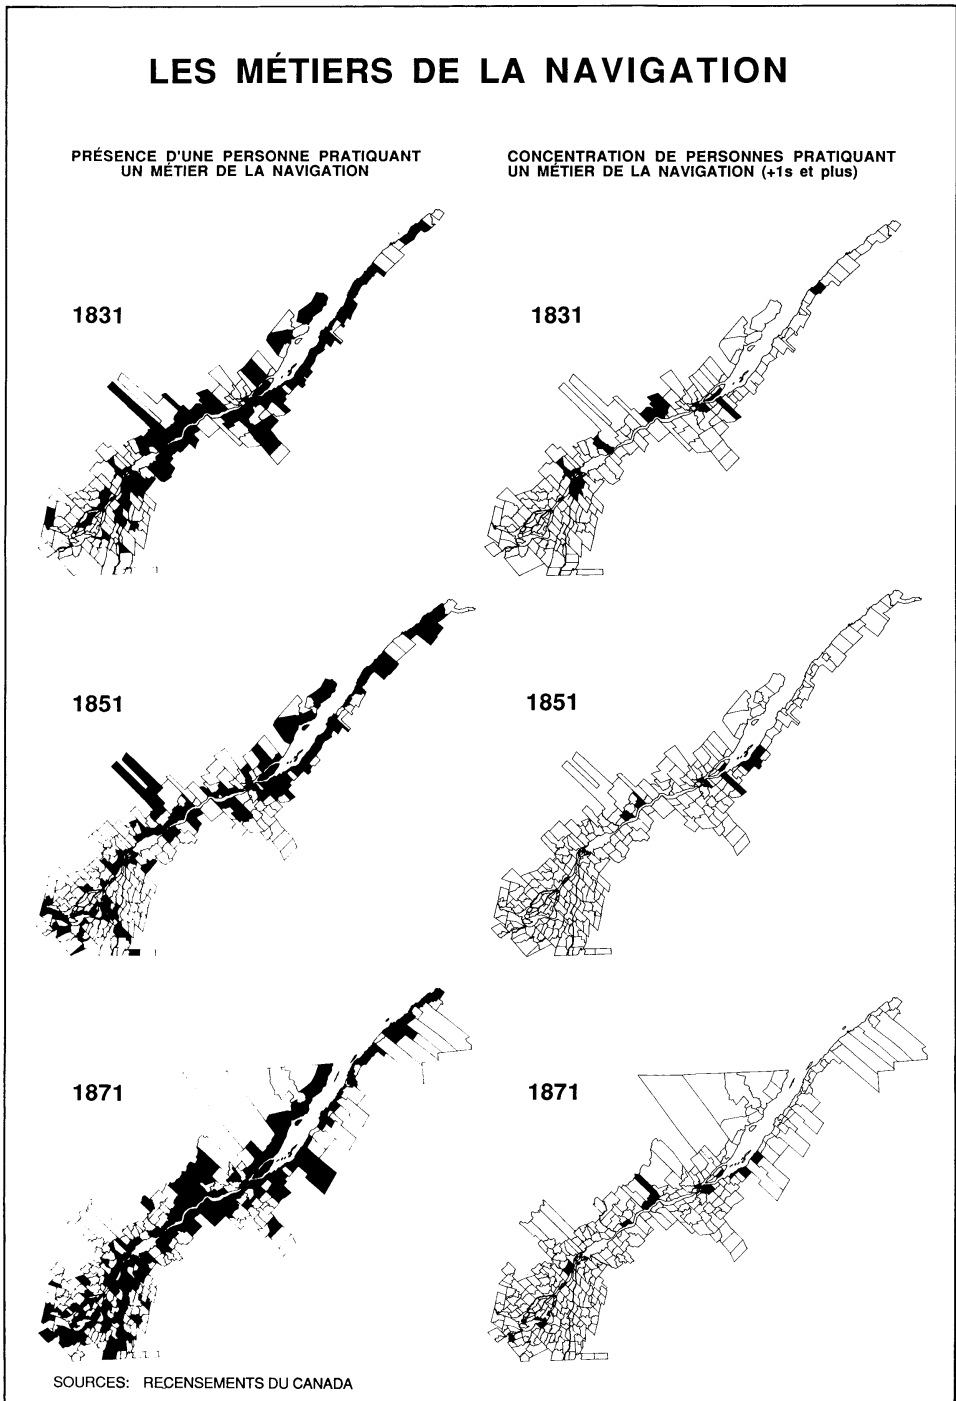 LES MÉTIERS DE LA NAVIGATION
PRÉSENCE D'UNE PERSONNE PRATIQUANT
UN MÉTIER DE LA NAVIGATION
CONCENTRATION DE PERSONNES PRATIQUANT
UN MÉTIER DE LA NAVIGATION (+1s et plus)
1831
1831
1851
1851
1871
1871
SOURCES: RECENSEMENTS DU CANADA